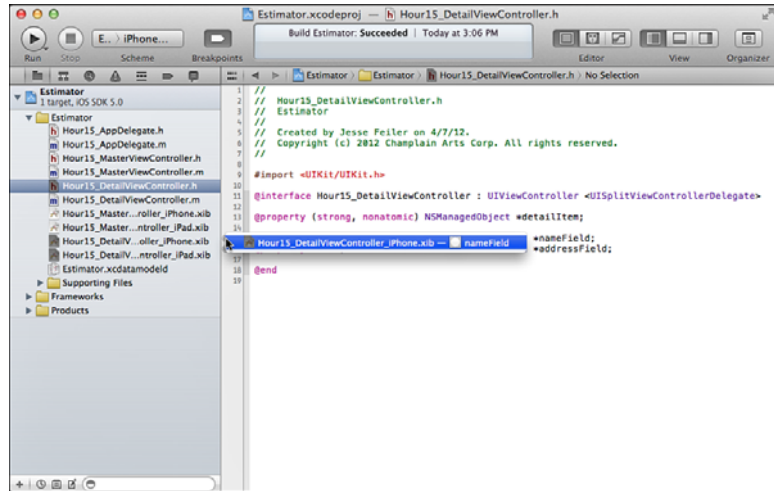 Estimator.xcodeproj — Hour15_DetailViewController.h
E... iPhone...
Build Estimator: Succeeded | Today at 3:06 PM
Run Stop Scheme Breakpoints Editor View Organizer
Estimator
1 target, iOS SDK 5.0
Estimator
Hour15_AppDelegate.h
Hour15_AppDelegate.m
Hour15_MasterViewController.h
Hour15_MasterViewController.m
Hour15_DetailViewController.h
Hour15_DetailViewController.m
Hour15_Master...roller_iPhone.xib
Hour15_Master...ntroller_iPad.xib
Hour15_DetailV...oller_iPhone.xib
Hour15_DetailV...ntroller_iPad.xib
Estimator.xcdatamodeld
Supporting Files
Frameworks
Products
Estimator Estimator Hour15_DetailViewController.h No Selection
1 //
2 // Hour15_DetailViewController.h
3 // Estimator
4 //
5 // Created by Jesse Feiler on 4/7/12.
6 // Copyright (c) 2012 Champlain Arts Corp. All rights reserved.
7 //
8
9 #import <UIKit/UIKit.h>
10
11 @interface Hour15_DetailViewController : UIViewController <UISplitViewControllerDelegate>
12
13 @property (strong, nonatomic) NSManagedObject *detailItem;
14
*nameField;
Hour15_DetailViewController_iPhone.xib — nameField
*addressField;
17
18 @end
19